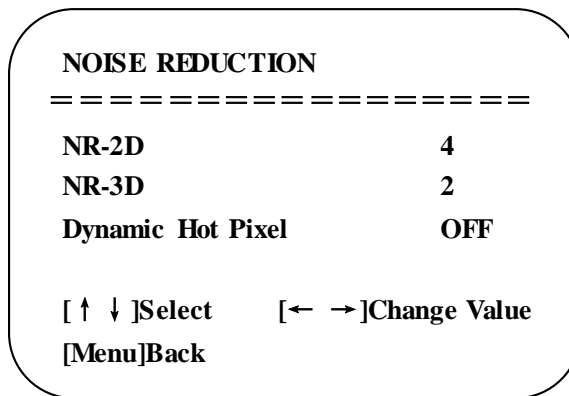 NOISE REDUCTION
=================
NR-2D 4
NR-3D 2
Dynamic Hot Pixel OFF
[↑ ↓]Select [← →]Change Value
[Menu]Back